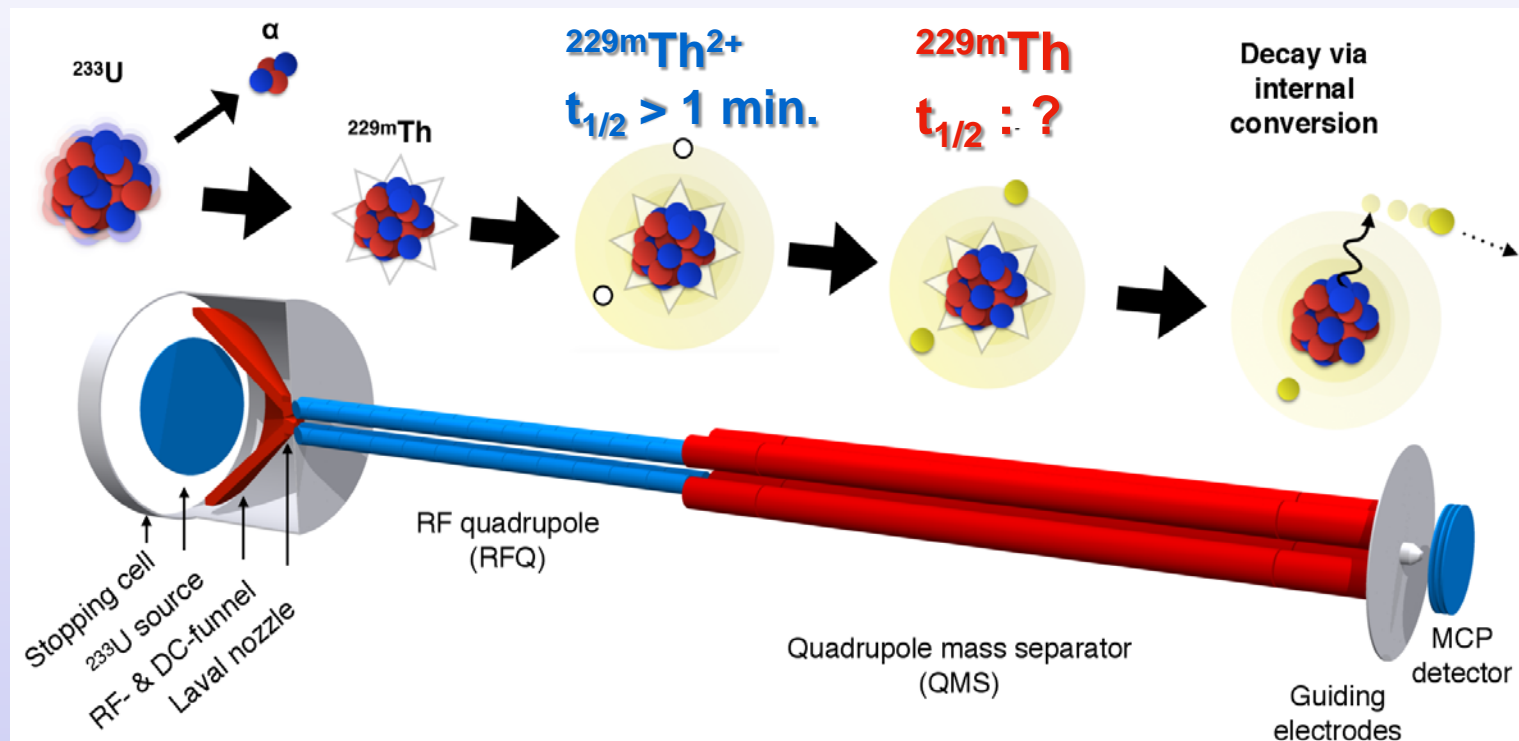 α
²³³U
²²⁹ᵐTh
²²⁹ᵐTh²⁺
t₁/₂ > 1 min.
²²⁹ᵐTh
t₁/₂ : ?
Decay via
internal
conversion
Stopping cell
²³³U source
RF- & DC-funnel
Laval nozzle
RF quadrupole
(RFQ)
Quadrupole mass separator
(QMS)
Guiding
electrodes
MCP
detector